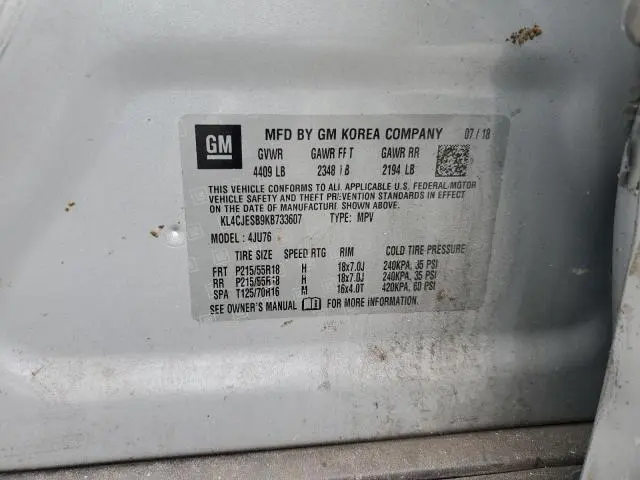 GM
MFD BY GM KOREA COMPANY 07/18
GVWR GAWR FRT GAWR RR
4409 LB 2348 LB 2194 LB
THIS VEHICLE CONFORMS TO ALL APPLICABLE U.S. FEDERAL MOTOR
VEHICLE SAFETY AND THEFT PREVENTION STANDARDS IN EFFECT
ON THE DATE OF MANUFACTURE SHOWN ABOVE.
KL4CJESB9KB733607 TYPE: MPV
MODEL: 4JU76
TIRE SIZE SPEED RTG RIM COLD TIRE PRESSURE
FRT P215/55R18 H 18x7.0J 240KPA, 35 PSI
RR P215/55R18 H 18x7.0J 240KPA, 35 PSI
SPA T125/70R16 M 16x4.0T 420KPA, 60 PSI
SEE OWNER'S MANUAL FOR MORE INFORMATION.